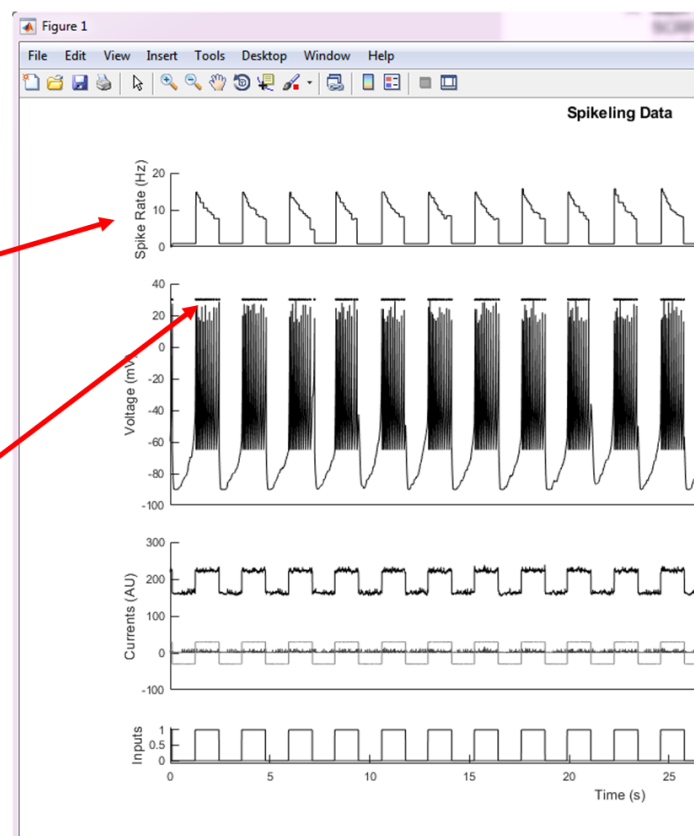 Figure 1
File Edit View Insert Tools Desktop Window Help
Spikeling Data
Spike Rate (Hz)
20
10
0
Voltage (mV)
40
20
0
-20
-40
-60
-80
-100
Currents (AU)
300
200
100
0
-100
Inputs
1
0.5
0
0 5 10 15 20 25
Time (s)